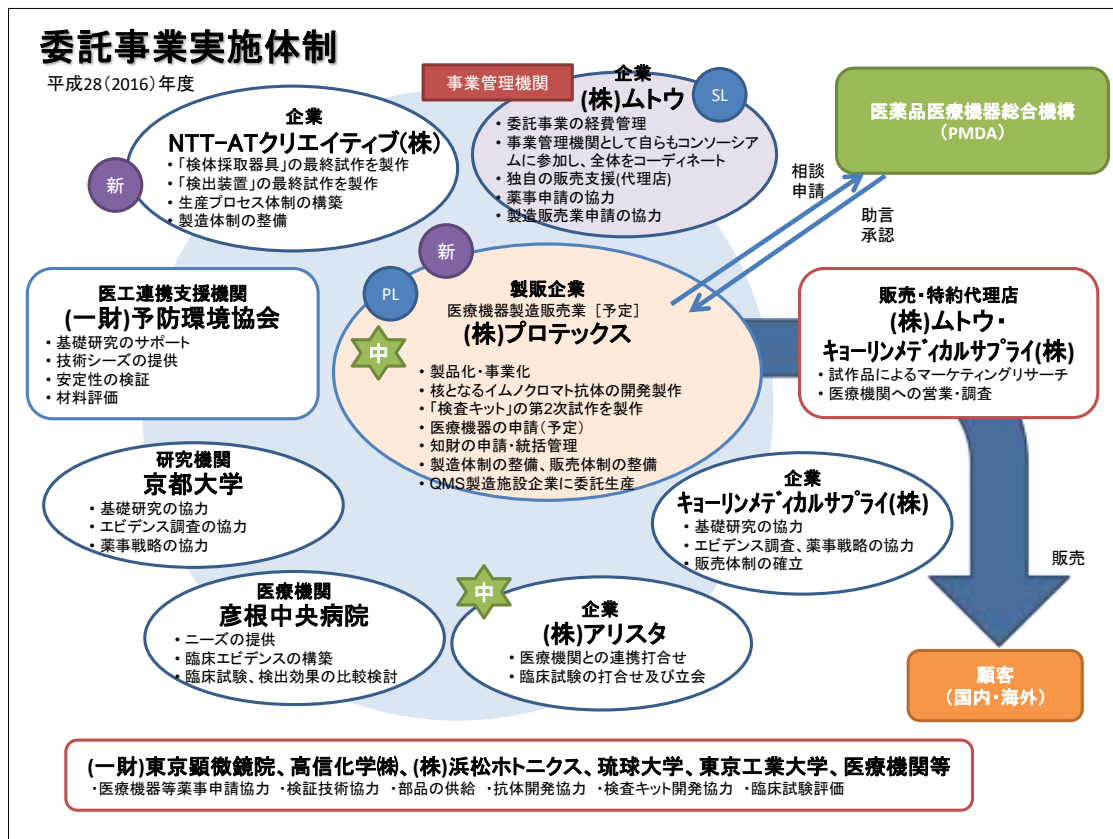 委託事業実施体制
平成28(2016)年度
事業管理機関
企業
(株)ムトウ
SL
・委託事業の経費管理
・事業管理機関として自らもコンソーシア
ムに参加し、全体をコーディネート
・独自の販売支援(代理店)
・薬事申請の協力
・製造販売業申請の協力
医薬品医療機器総合機構
(PMDA)
相談
申請
助言
承認
企業
NTT-ATクリエイティブ(株)
・「検体採取器具」の最終試作を製作
・「検出装置」の最終試作を製作
・生産プロセス体制の構築
・製造体制の整備
新
新
PL
中
製販企業
医療機器製造販売業 [予定]
(株)プロテックス
・製品化・事業化
・核となるイムノクロマト抗体の開発製作
・「検査キット」の第2次試作を製作
・医療機器の申請(予定)
・知財の申請・統括管理
・製造体制の整備、販売体制の整備
・QMS製造施設企業に委託生産
医工連携支援機関
(一財)予防環境協会
・基礎研究のサポート
・技術シーズの提供
・安定性の検証
・材料評価
販売・特約代理店
(株)ムトウ・
キョーリンメディカルサプライ(株)
・試作品によるマーケティングリサーチ
・医療機関への営業・調査
研究機関
京都大学
・基礎研究の協力
・エビデンス調査の協力
・薬事戦略の協力
企業
キョーリンメディカルサプライ(株)
・基礎研究の協力
・エビデンス調査、薬事戦略の協力
・販売体制の確立
販売
医療機関
彦根中央病院
・ニーズの提供
・臨床エビデンスの構築
・臨床試験、検出効果の比較検討
中
企業
(株)アリスタ
・医療機関との連携打合せ
・臨床試験の打合せ及び立会
顧客
(国内・海外)
(一財)東京顕微鏡院、高信化学㈱、(株)浜松ホトニクス、琉球大学、東京工業大学、医療機関等
・医療機器等薬事申請協力 ・検証技術協力 ・部品の供給 ・抗体開発協力 ・検査キット開発協力 ・臨床試験評価